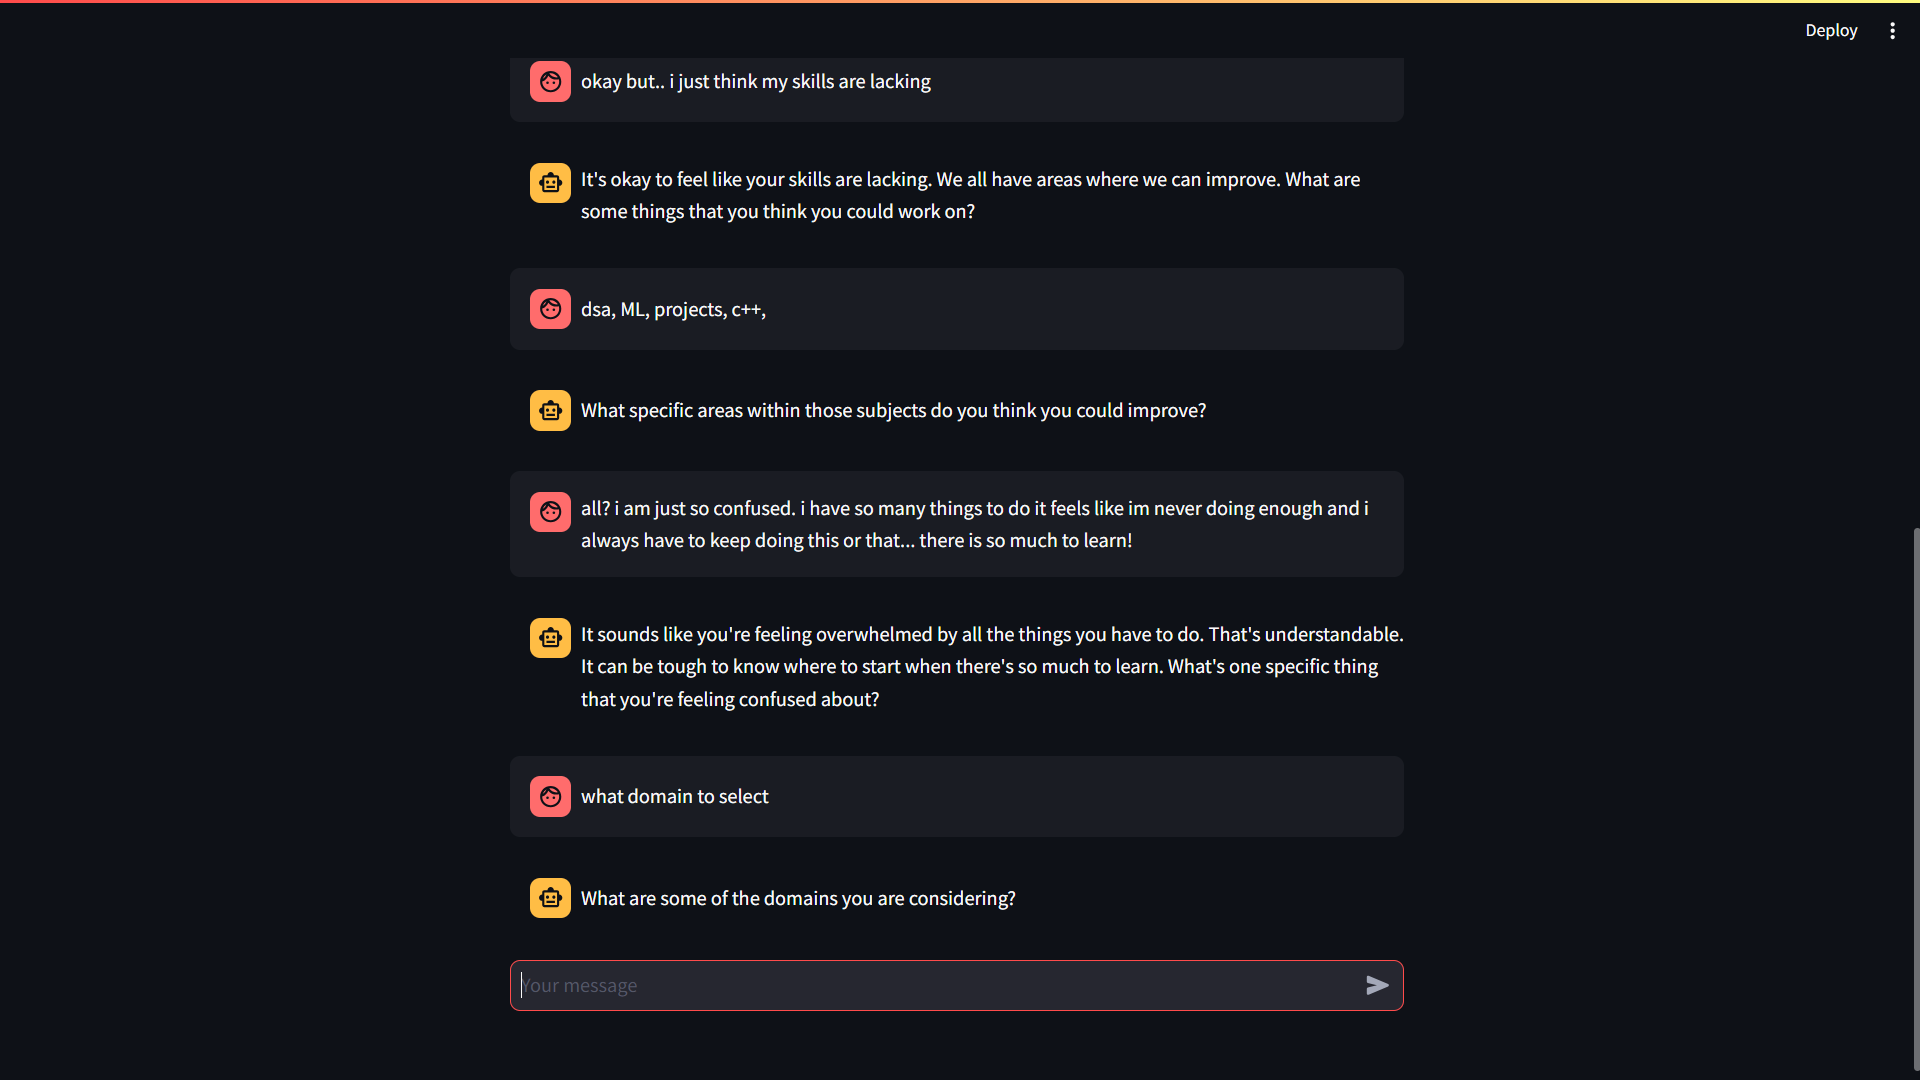 Deploy
okay but.. i just think my skills are lacking
It's okay to feel like your skills are lacking. We all have areas where we can improve. What are
some things that you think you could work on?
dsa, ML, projects, c++,
What specific areas within those subjects do you think you could improve?
all? i am just so confused. i have so many things to do it feels like im never doing enough and i
always have to keep doing this or that... there is so much to learn!
It sounds like you're feeling overwhelmed by all the things you have to do. That's understandable.
It can be tough to know where to start when there's so much to learn. What's one specific thing
that you're feeling confused about?
what domain to select
What are some of the domains you are considering?
Your message